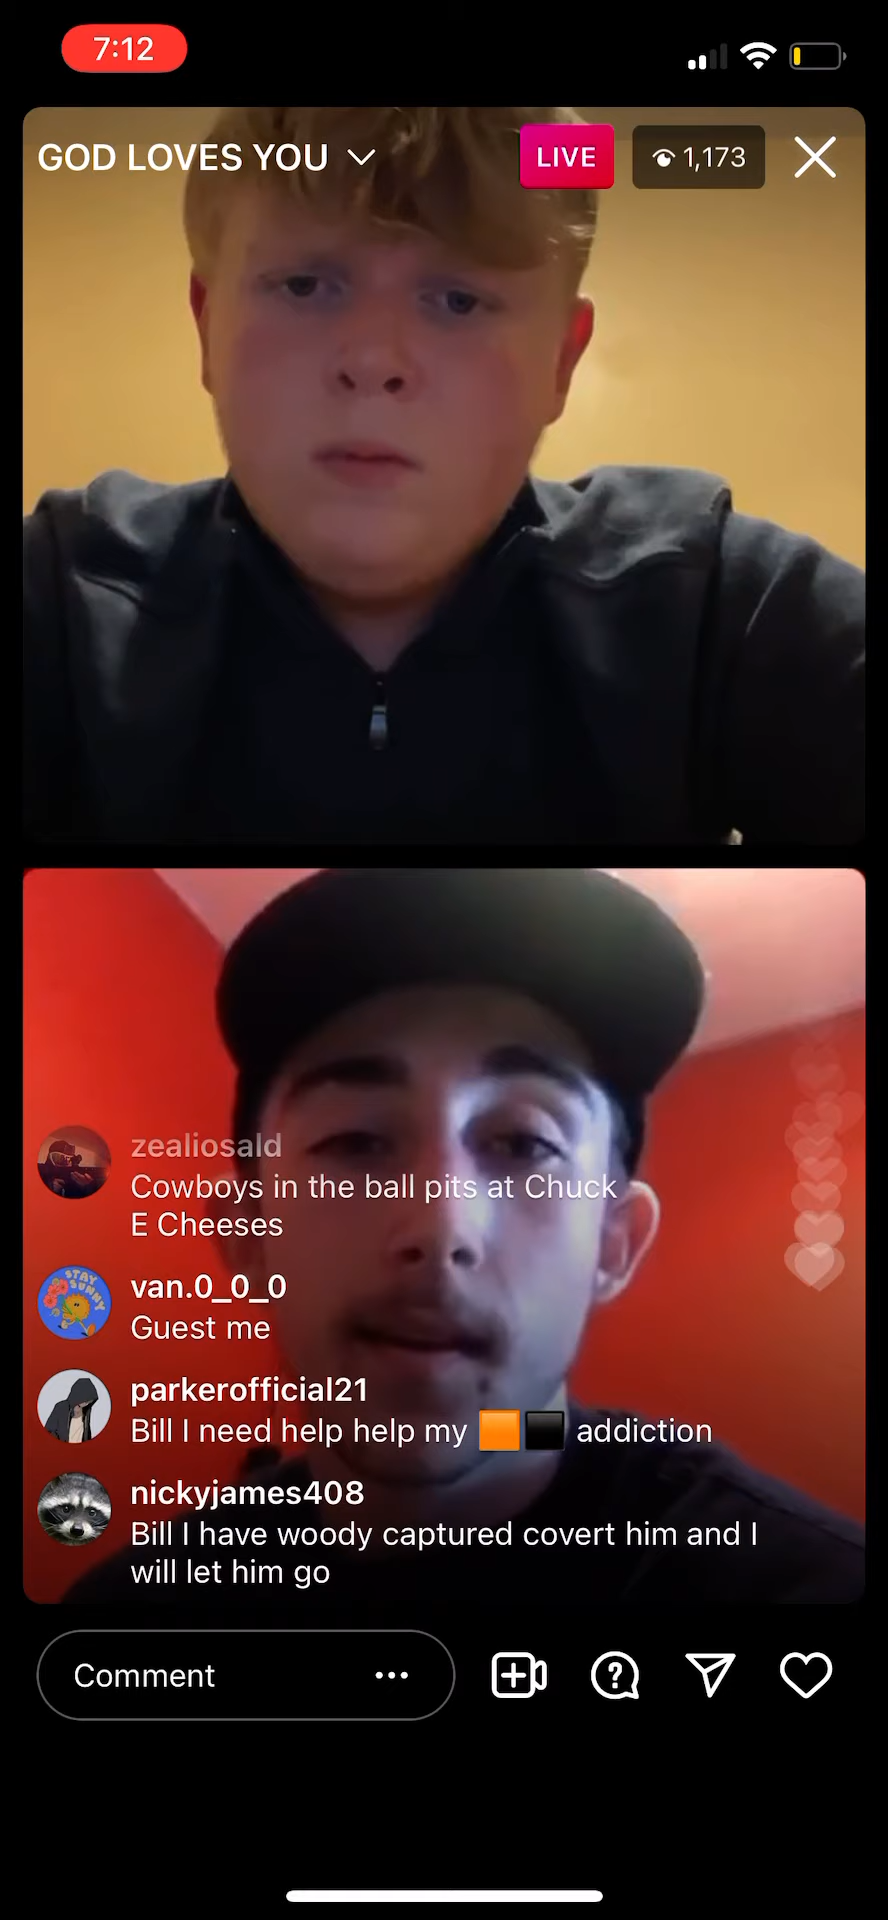 7:12
GOD LOVES YOU
LIVE
1,173
zealiosald
Cowboys in the ball pits at Chuck
E Cheeses
STAY
SUNNY
van.0_0_0
Guest me
parkerofficial21
Bill I need help help my 🟧⬛ addiction
nickyjames408
Bill I have woody captured covert him and I
will let him go
Comment